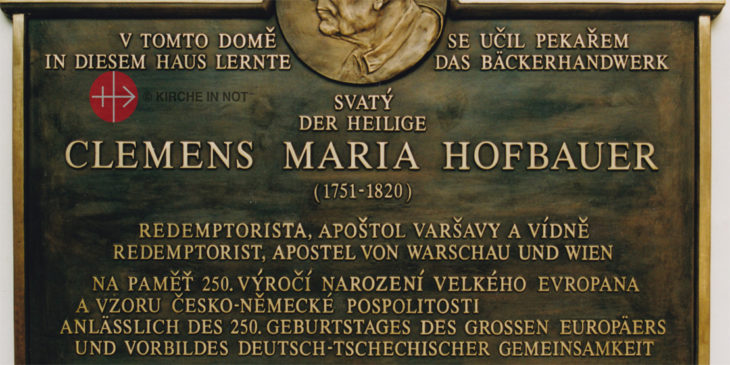 V TOMTO DOMĚ SE UČIL PEKAŘEM
IN DIESEM HAUS LERNTE DAS BÄCKERHANDWERK
© KIRCHE IN NOT
SVATÝ
DER HEILIGE
CLEMENS MARIA HOFBAUER
(1751-1820)
REDEMPTORISTA, APOŠTOL VARŠAVY A VÍDNĚ
REDEMPTORIST, APOSTEL VON WARSCHAU UND WIEN
NA PAMĚŤ 250. VÝROČÍ NAROZENÍ VELKÉHO EVROPANA
A VZORU ČESKO-NĚMECKÉ POSPOLITOSTI
ANLÄSSLICH DES 250. GEBURTSTAGES DES GROSSEN EUROPÄERS
UND VORBILDES DEUTSCH-TSCHECHISCHER GEMEINSAMKEIT